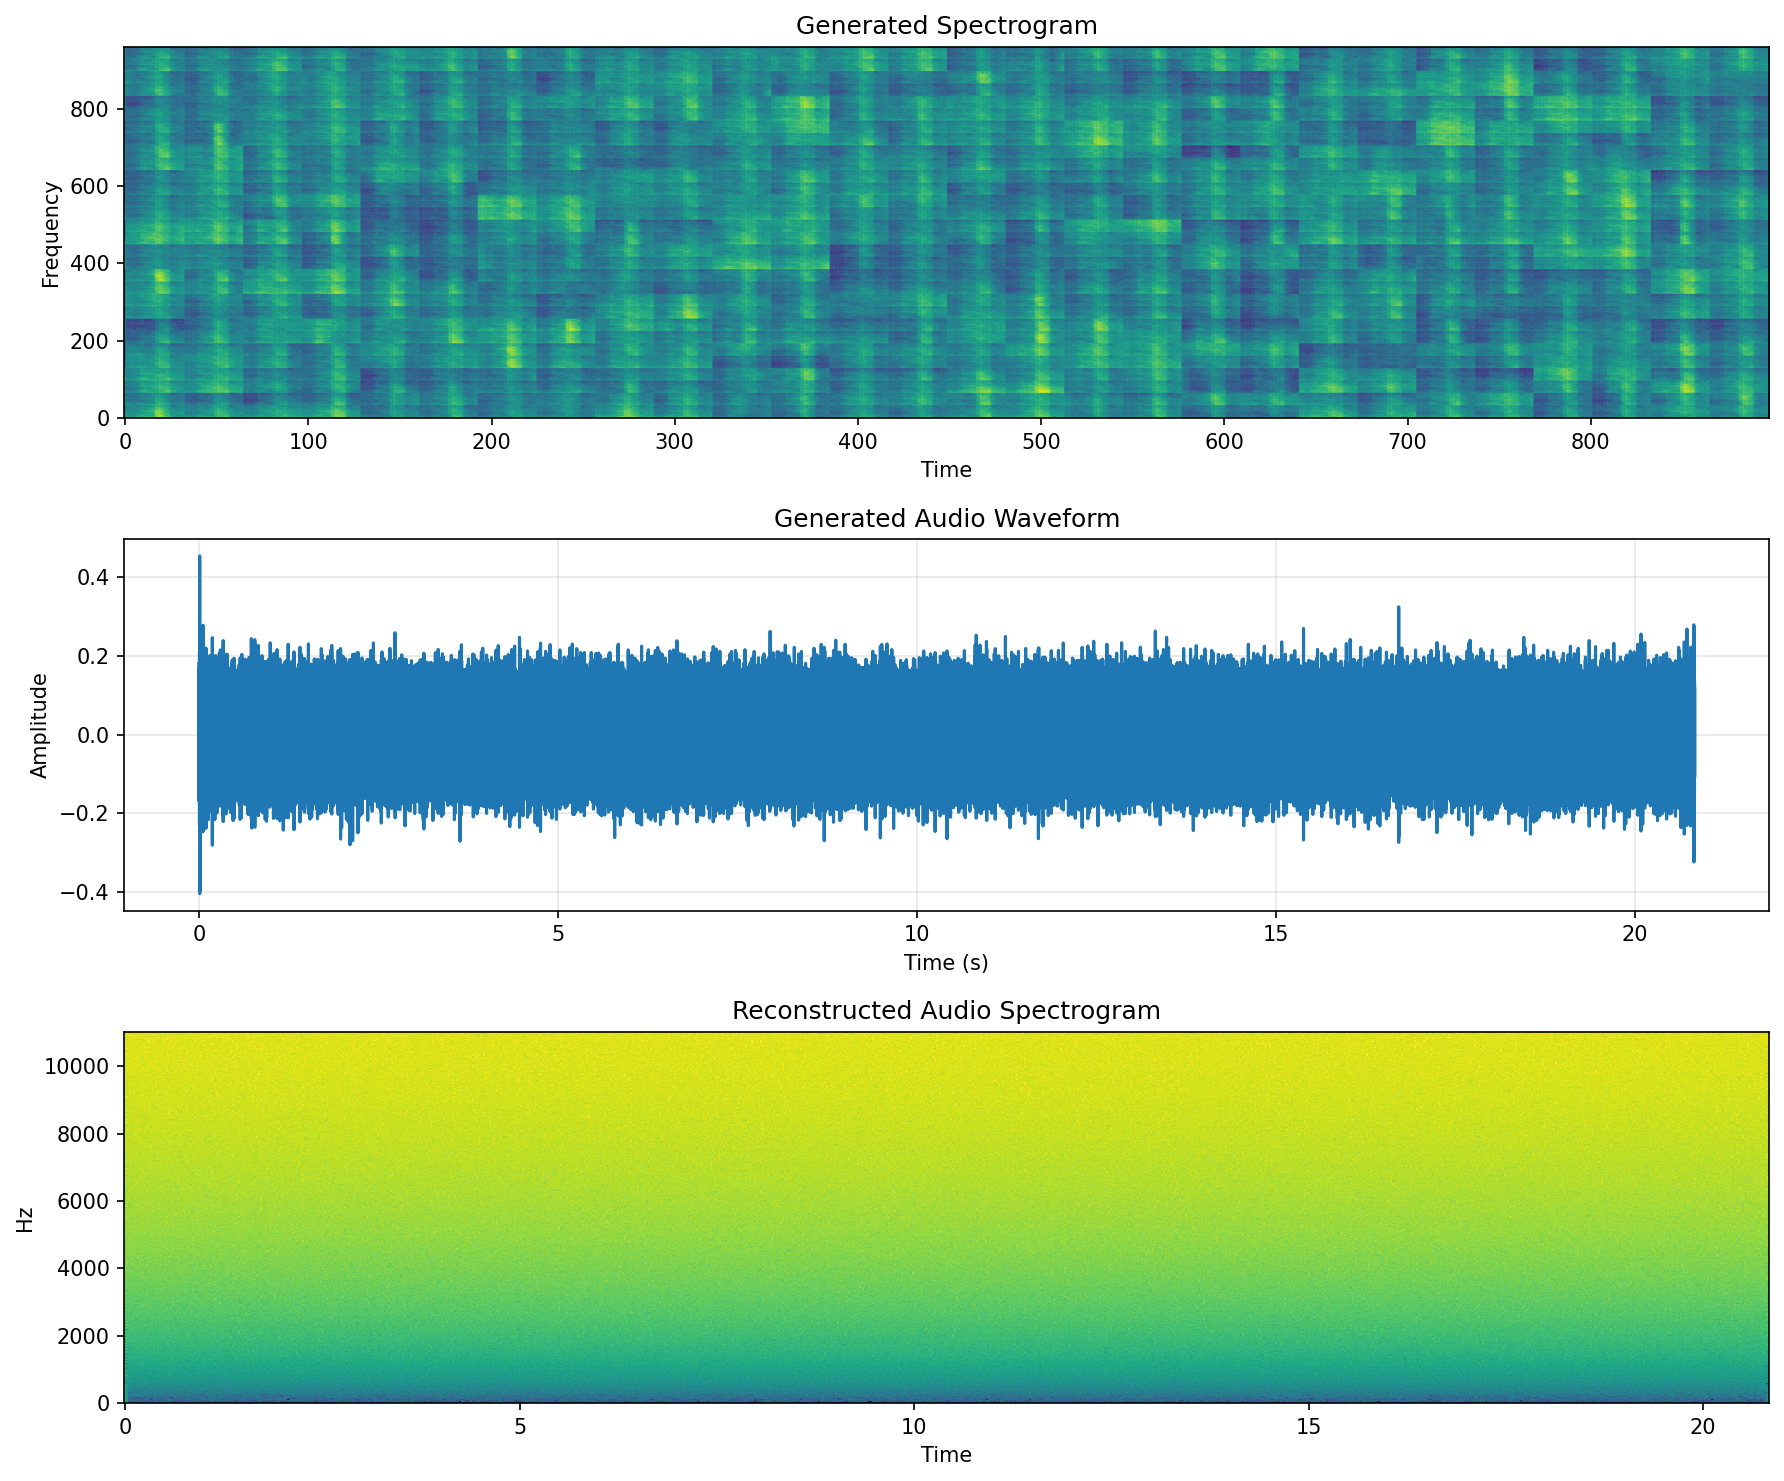 Generated Spectrogram
800
600
400
200
0
Frequency
0 100 200 300 400 500 600 700 800
Time
Generated Audio Waveform
0.4
0.2
0.0
−0.2
−0.4
Amplitude
0 5 10 15 20
Time (s)
Reconstructed Audio Spectrogram
10000
8000
6000
4000
2000
0
Hz
0 5 10 15 20
Time